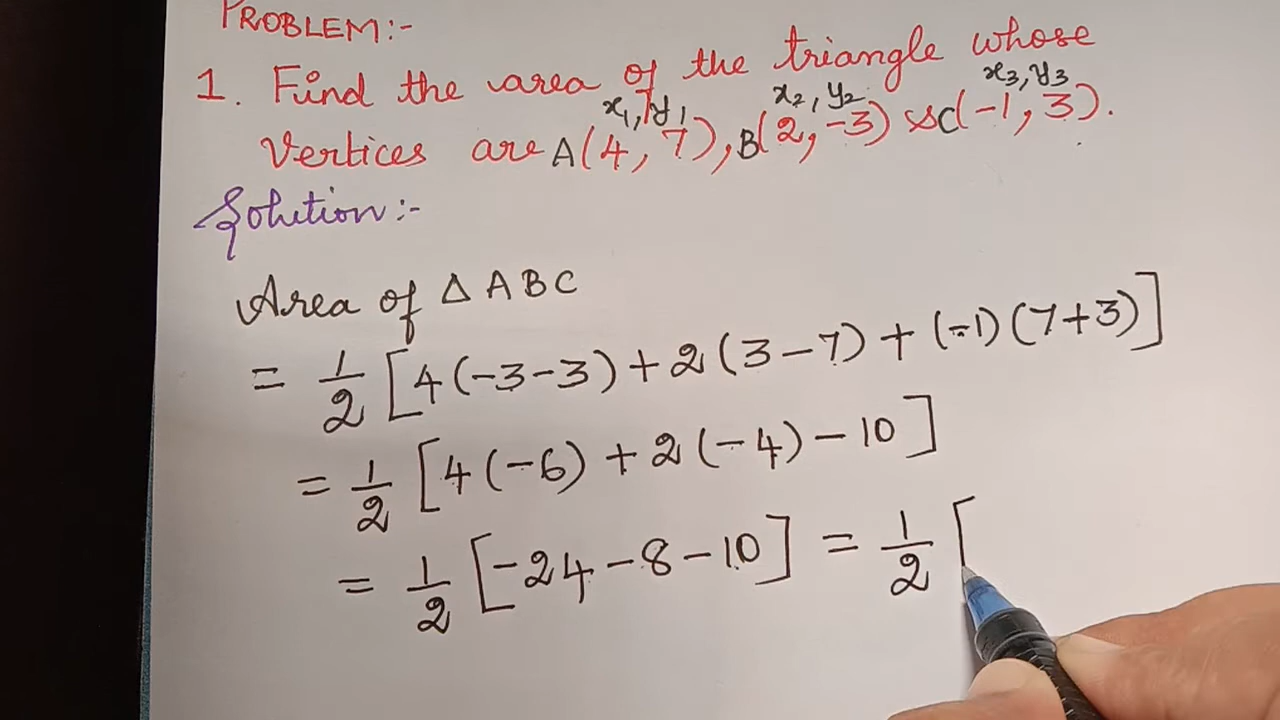 PROBLEM:-
1. Find the area of the triangle whose
x₁, y₁ x₂, y₂ x₃, y₃
Vertices are A(4, 7), B(2, -3) & C(-1, 3).
Solution:-
Area of Δ ABC
= 1/2 [4(-3-3) + 2(3-7) + (-1)(7+3)]
= 1/2 [4(-6) + 2(-4) - 10]
= 1/2 [-24-8-10] = 1/2 [